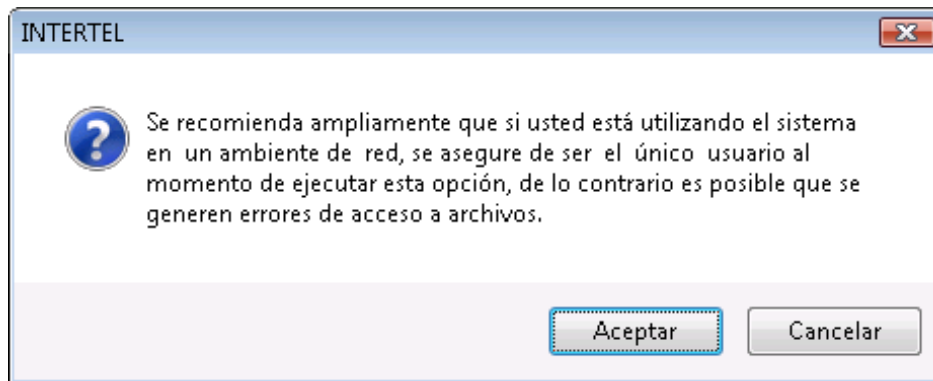 INTERTEL
Se recomienda ampliamente que si usted está utilizando el sistema
en un ambiente de red, se asegure de ser el único usuario al
momento de ejecutar esta opción, de lo contrario es posible que se
generen errores de acceso a archivos.
Aceptar Cancelar